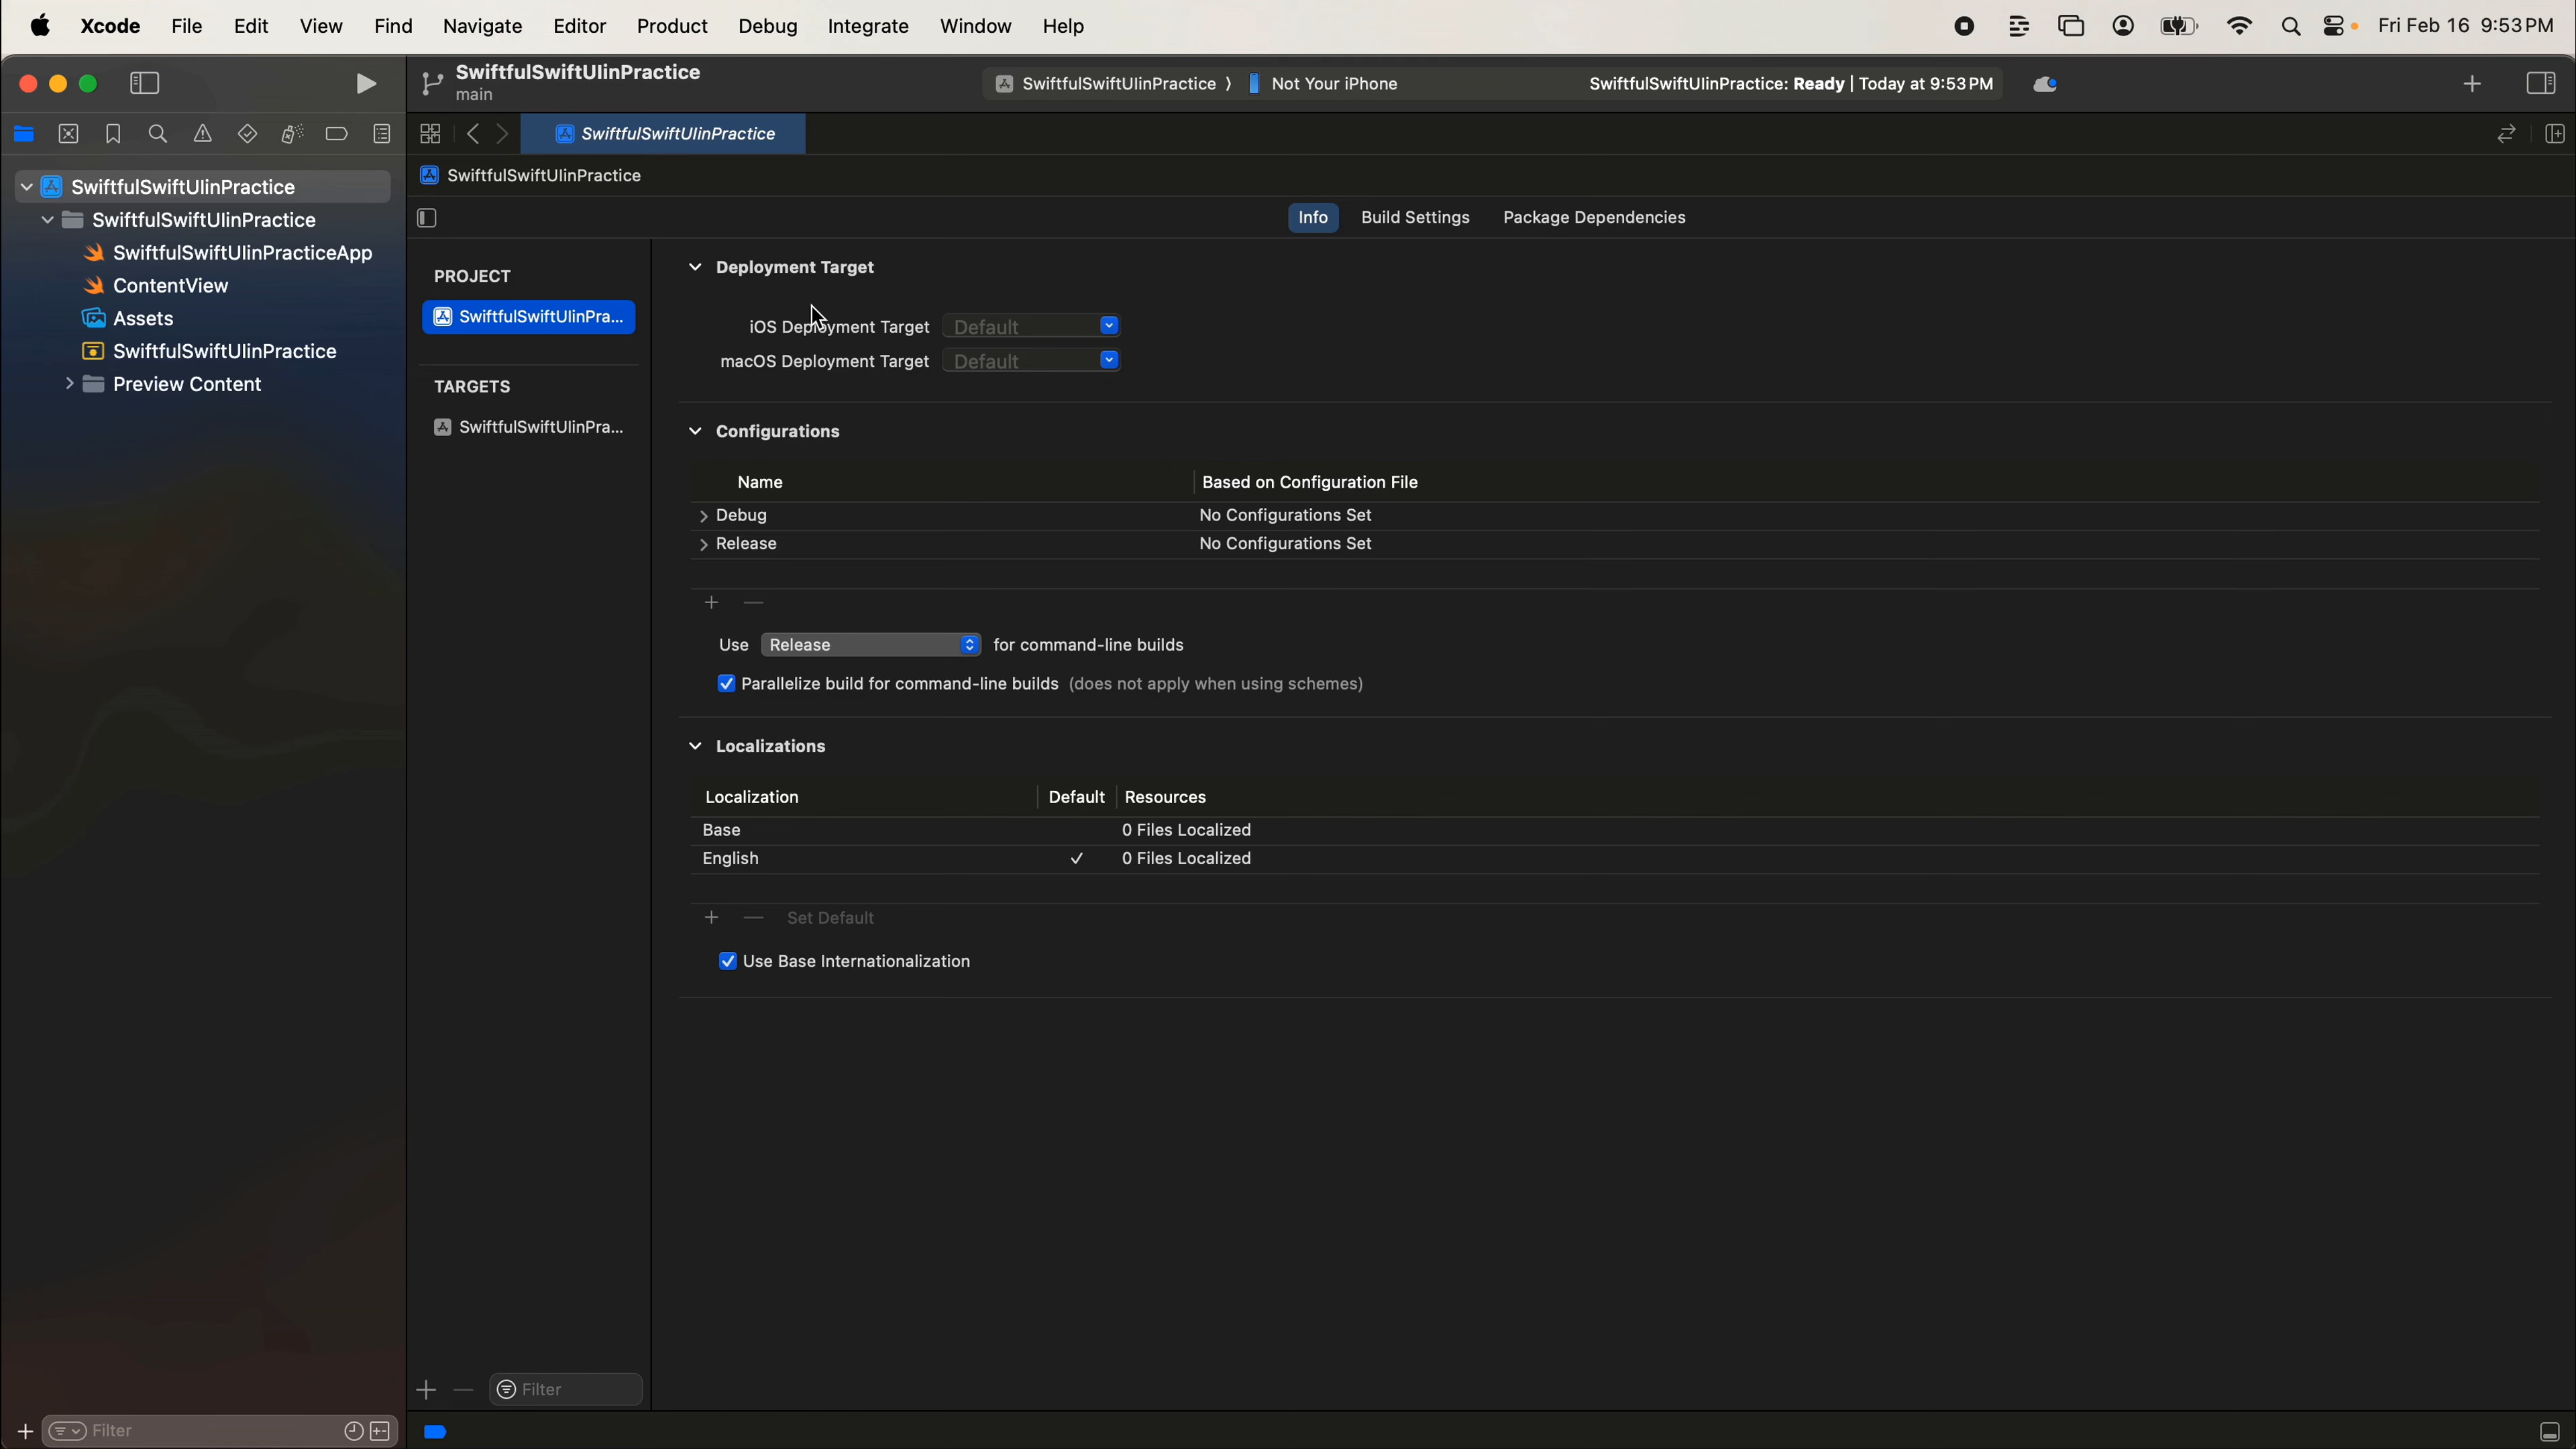 Xcode File Edit View Find Navigate Editor Product Debug Integrate Window Help Fri Feb 16 9:53 PM
SwiftfulSwiftUIinPractice
main
SwiftfulSwiftUIinPractice 〉 Not Your iPhone
SwiftfulSwiftUIinPractice: Ready | Today at 9:53 PM
SwiftfulSwiftUIinPractice
SwiftfulSwiftUIinPractice
SwiftfulSwiftUIinPractice
SwiftfulSwiftUIinPractice
SwiftfulSwiftUIinPracticeApp
ContentView
Assets
SwiftfulSwiftUIinPractice
Preview Content
Filter
Info Build Settings Package Dependencies
PROJECT
SwiftfulSwiftUIinPra...
TARGETS
SwiftfulSwiftUIinPra...
Filter
Deployment Target
iOS Deployment Target Default
macOS Deployment Target Default
Configurations
Name Based on Configuration File
Debug No Configurations Set
Release No Configurations Set
+ —
Use Release for command-line builds
Parallelize build for command-line builds (does not apply when using schemes)
Localizations
Localization Default Resources
Base 0 Files Localized
English ✓ 0 Files Localized
+ — Set Default
Use Base Internationalization